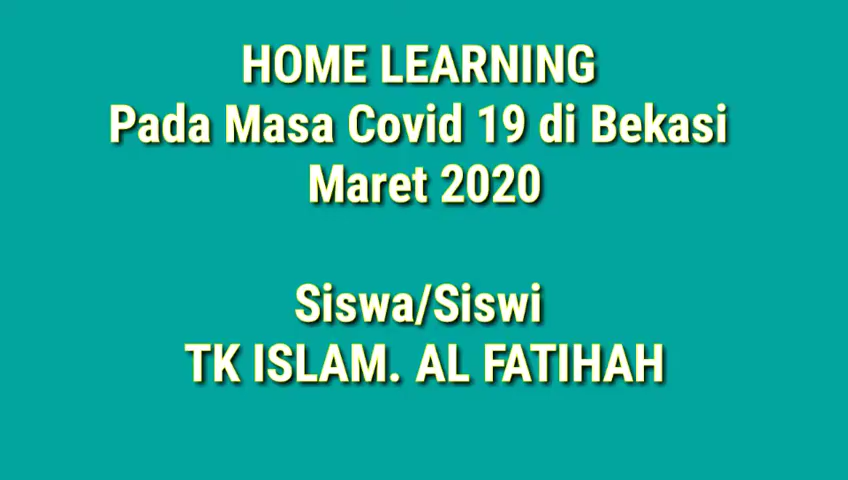 HOME LEARNING
Pada Masa Covid 19 di Bekasi
Maret 2020
Siswa/Siswi
TK ISLAM. AL FATIHAH